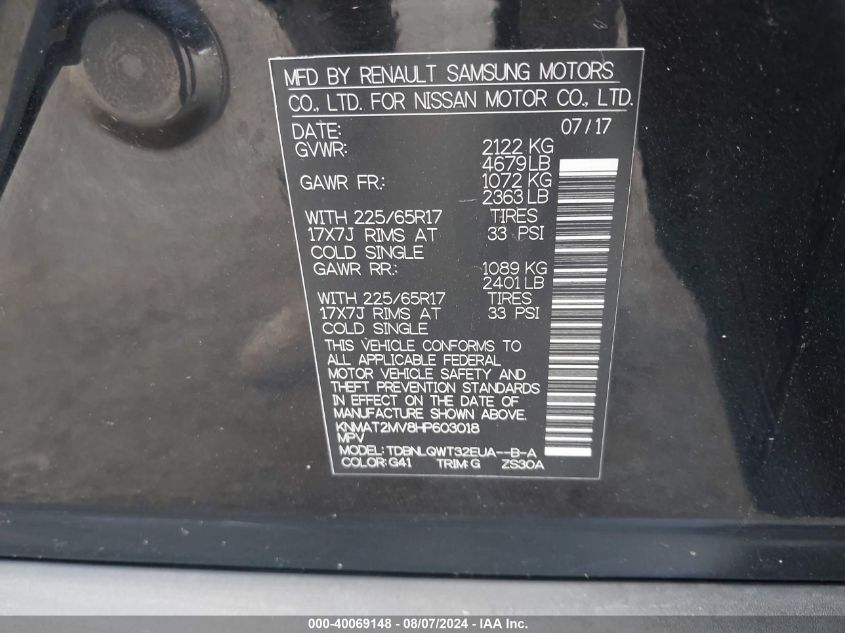 MFD BY RENAULT SAMSUNG MOTORS
CO., LTD. FOR NISSAN MOTOR CO., LTD.
DATE: 07/17
GVWR: 2122 KG
4679 LB
GAWR FR.: 1072 KG
2363 LB
WITH 225/65R17 TIRES
17X7J RIMS AT 33 PSI
COLD SINGLE
GAWR RR.: 1089 KG
2401 LB
WITH 225/65R17 TIRES
17X7J RIMS AT 33 PSI
COLD SINGLE
THIS VEHICLE CONFORMS TO
ALL APPLICABLE FEDERAL
MOTOR VEHICLE SAFETY AND
THEFT PREVENTION STANDARDS
IN EFFECT ON THE DATE OF
MANUFACTURE SHOWN ABOVE.
KNMAT2MV8HP603018
MPV
MODEL: TDBNLQWT32EUA--B-A
COLOR:G41 TRIM:G ZS30A
000-40069148 - 08/07/2024 - IAA Inc.